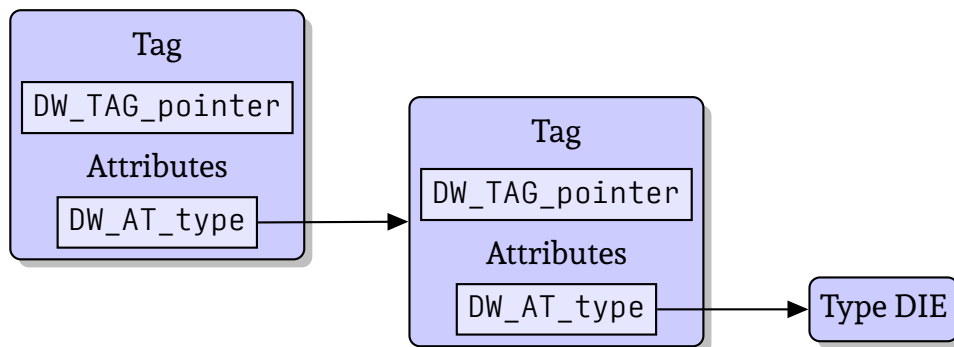 Tag
DW_TAG_pointer
Attributes
DW_AT_type
Tag
DW_TAG_pointer
Attributes
DW_AT_type
Type DIE